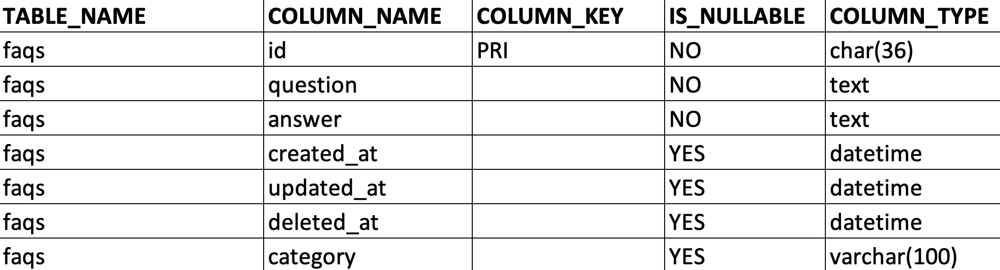 TABLE_NAME COLUMN_NAME COLUMN_KEY IS_NULLABLE COLUMN_TYPE
faqs id PRI NO char(36)
faqs question NO text
faqs answer NO text
faqs created_at YES datetime
faqs updated_at YES datetime
faqs deleted_at YES datetime
faqs category YES varchar(100)